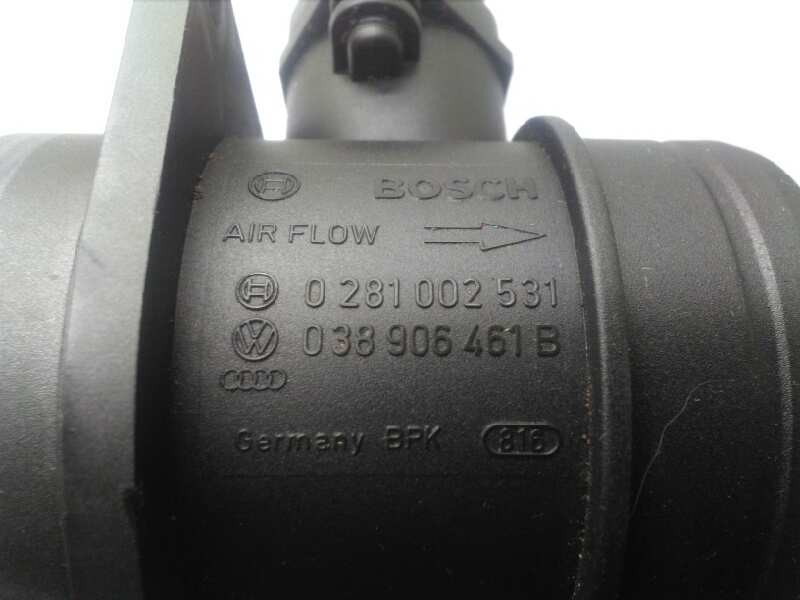 BOSCH
AIR FLOW
0 281 002 531
038 906 461 B
Germany BPK 816